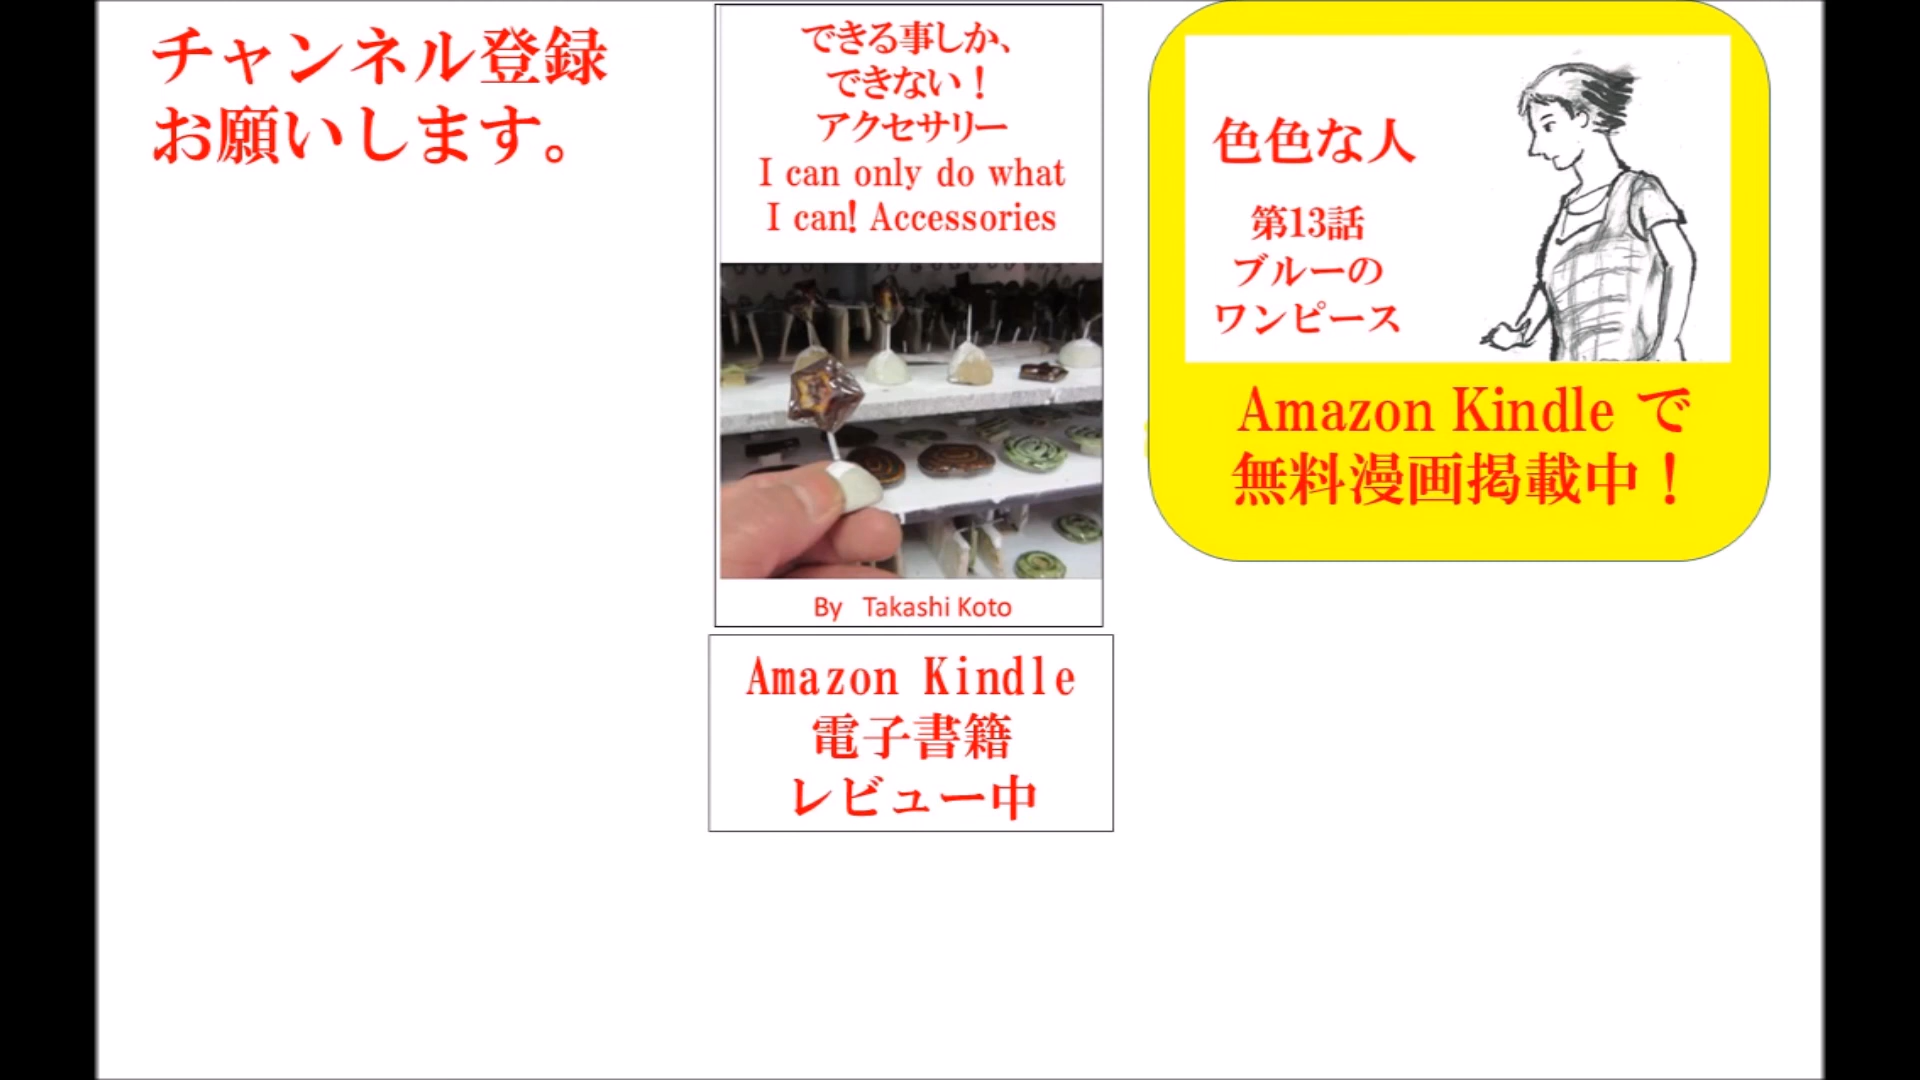 チャンネル登録
お願いします。
できる事しか、
できない！
アクセサリー
I can only do what
I can! Accessories
By Takashi Koto
Amazon Kindle
電子書籍
レビュー中
色色な人
第13話
ブルーの
ワンピース
Amazon Kindle で
無料漫画掲載中！